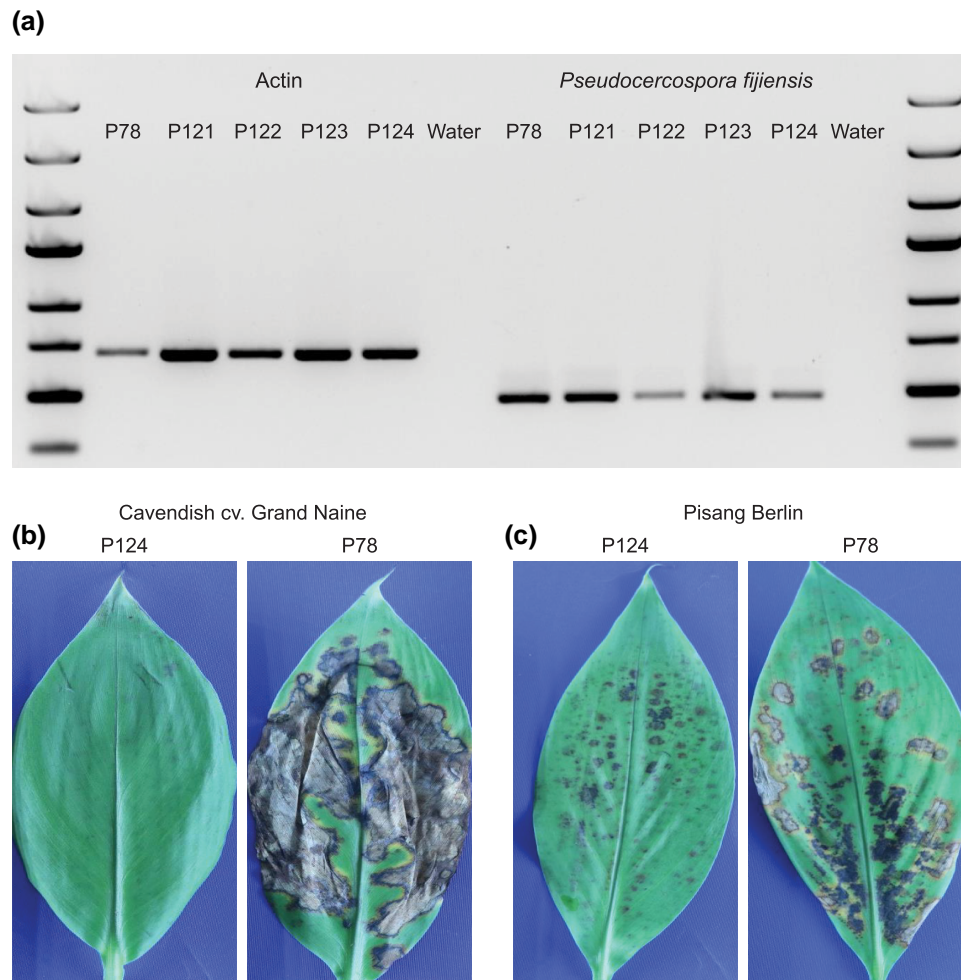 (a)
Actin Pseudocercospora fijiensis
P78 P121 P122 P123 P124 Water P78 P121 P122 P123 P124 Water
Cavendish cv. Grand Naine Pisang Berlin
(b) P124 P78 (c) P124 P78